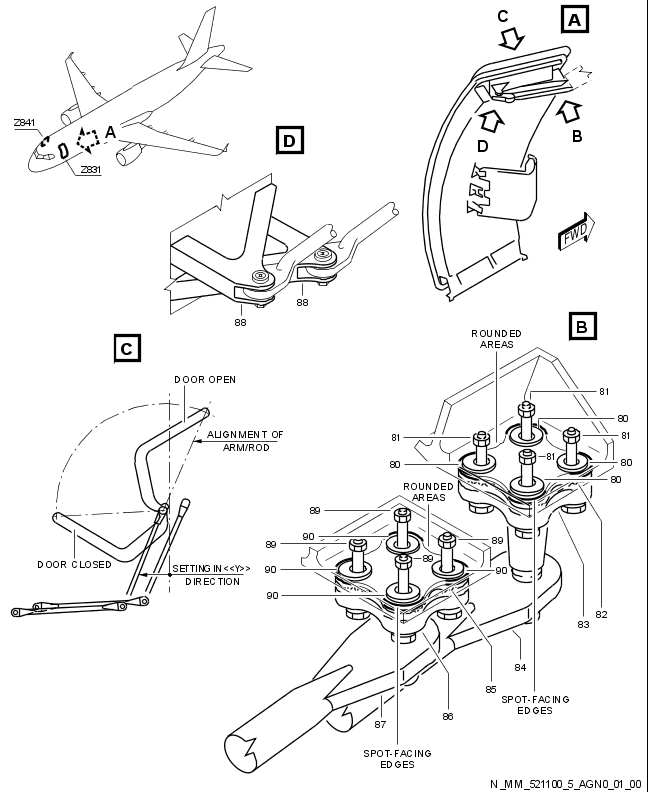 C
A
Z841
A
Z831
D
D
B
FWD
88
88
B
C
ROUNDED
AREAS
DOOR OPEN
81
80
81
81
81
80
80
80
ALIGNMENT OF
ARM/ROD
ROUNDED
AREAS
89
90
89
89
89
90
90
90
DOOR CLOSED
SETTING IN <<Y>>
DIRECTION
82
83
84
85
86
87
SPOT-FACING
EDGES
SPOT-FACING
EDGES
N_MM_521100_5_AGN0_01_00